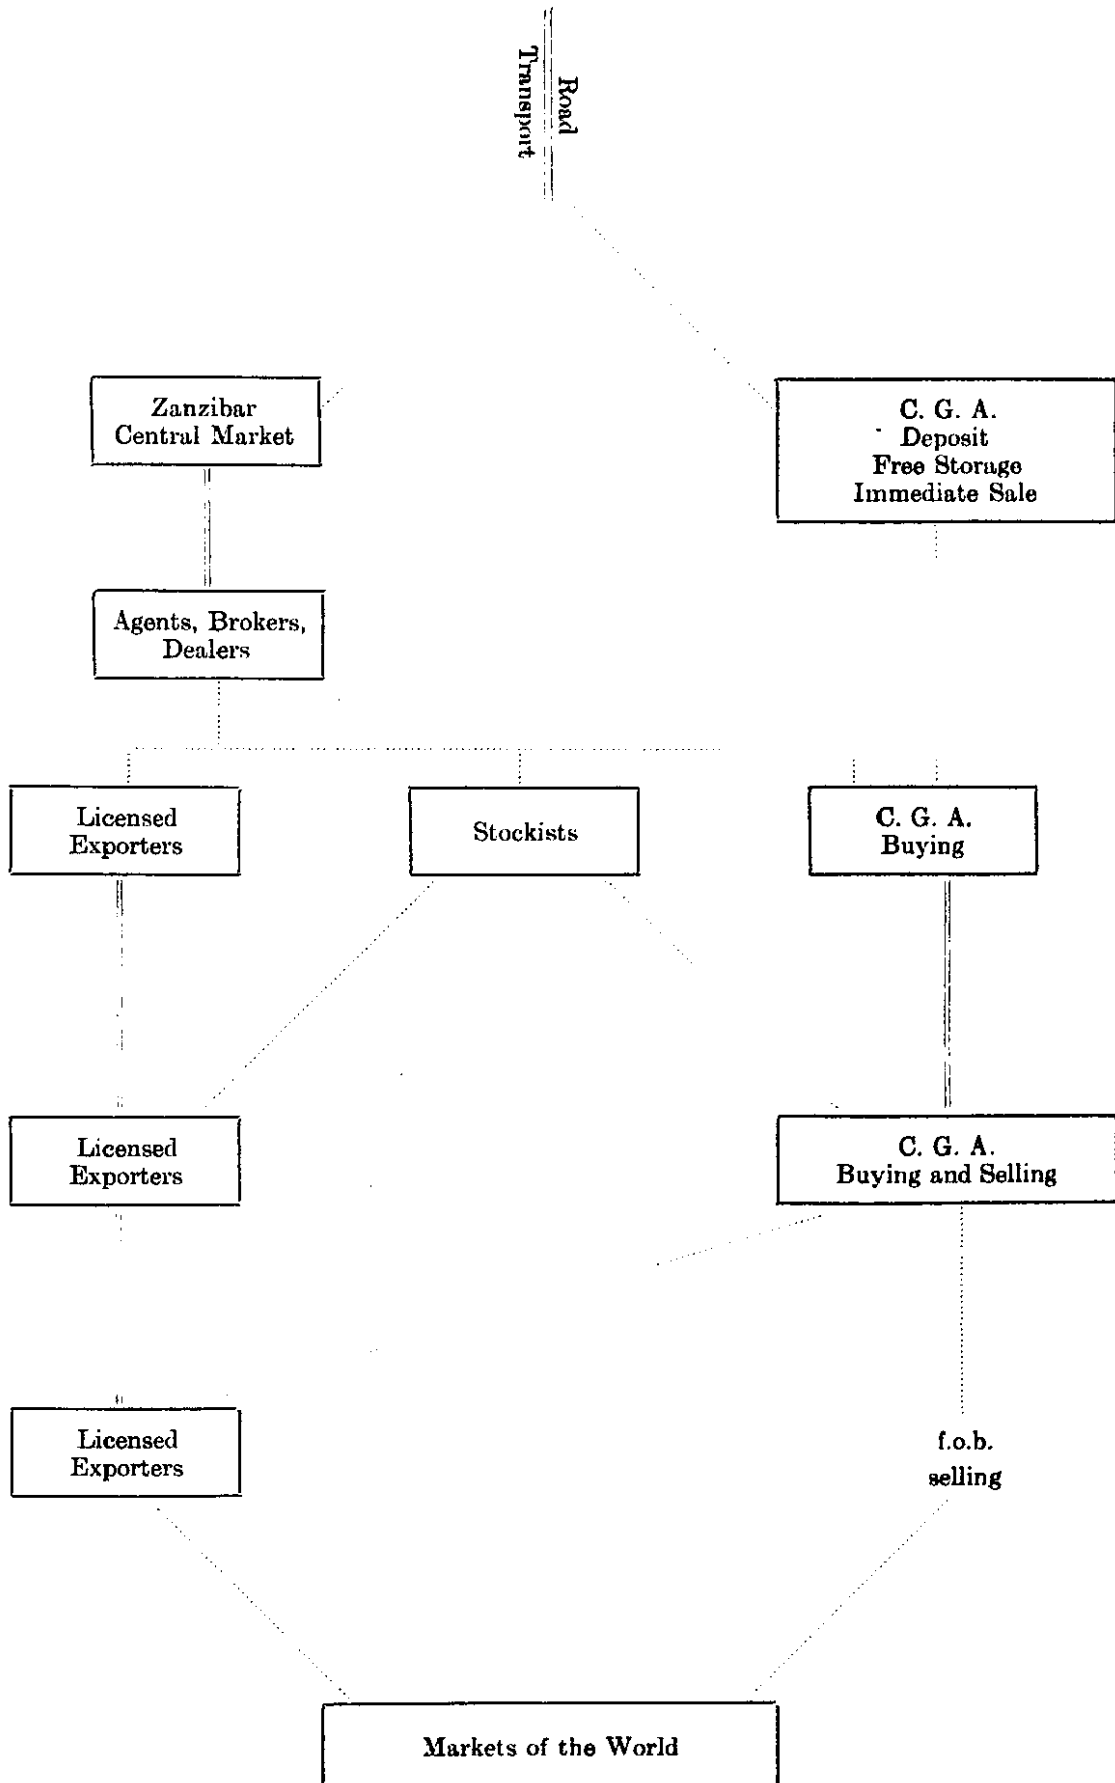 Road
Transport
Zanzibar
Central Market
C. G. A.
Deposit
Free Storage
Immediate Sale
Agents, Brokers,
Dealers
Licensed
Exporters
Stockists
C. G. A.
Buying
Licensed
Exporters
C. G. A.
Buying and Selling
Licensed
Exporters
f.o.b.
selling
Markets of the World